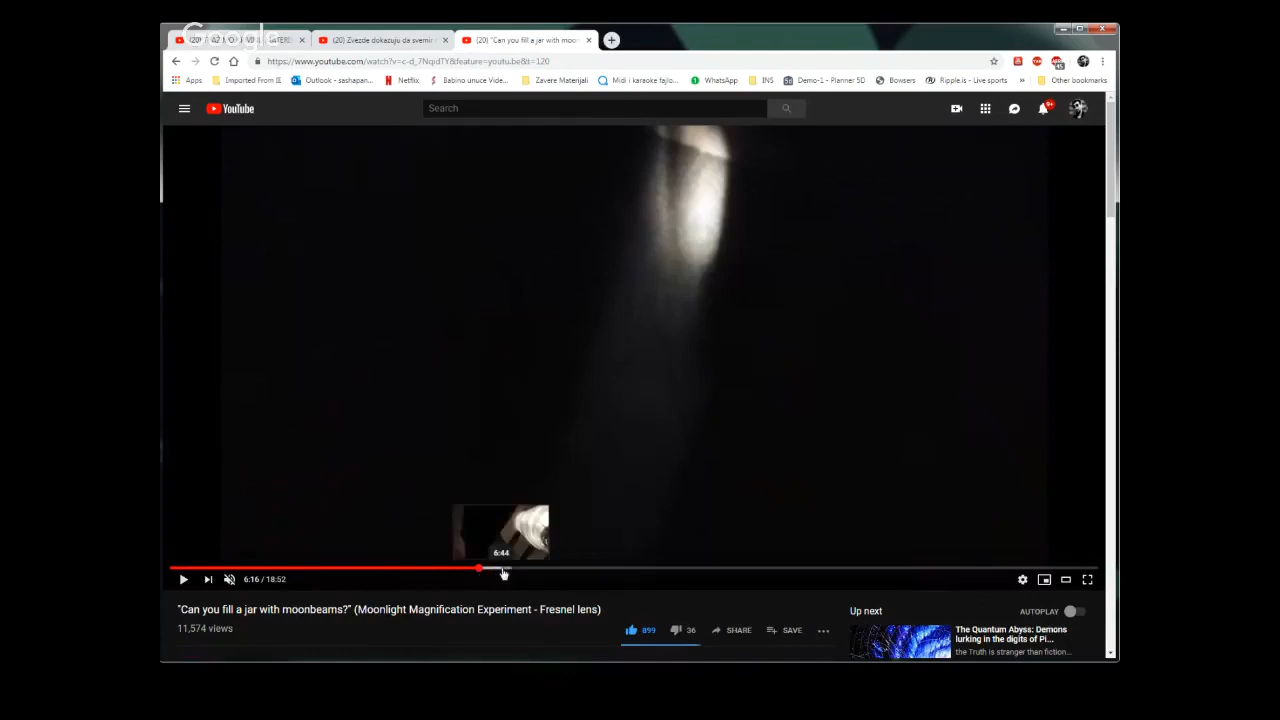 Google
(20) Zvezde dokazuju da svemir
(20) "Can you fill a jar with moon
https://www.youtube.com/watch?v=c-d_7NqidTY&feature=youtu.be&t=120
Apps Imported From IE Outlook - sashapan... Netflix Babino unuce Vide... Zavere Materijali Midi i karaoke fajlo... WhatsApp INS Demo-1 - Planner 5D Bowsers Ripple.is - Live sports » Other bookmarks
YouTube Search 9+
6:44
6:16 / 18:52
"Can you fill a jar with moonbeams?" (Moonlight Magnification Experiment - Fresnel lens)
11,574 views
899 36 SHARE SAVE
Up next AUTOPLAY
The Quantum Abyss: Demons
lurking in the digits of Pi...
the Truth is stranger than fiction...